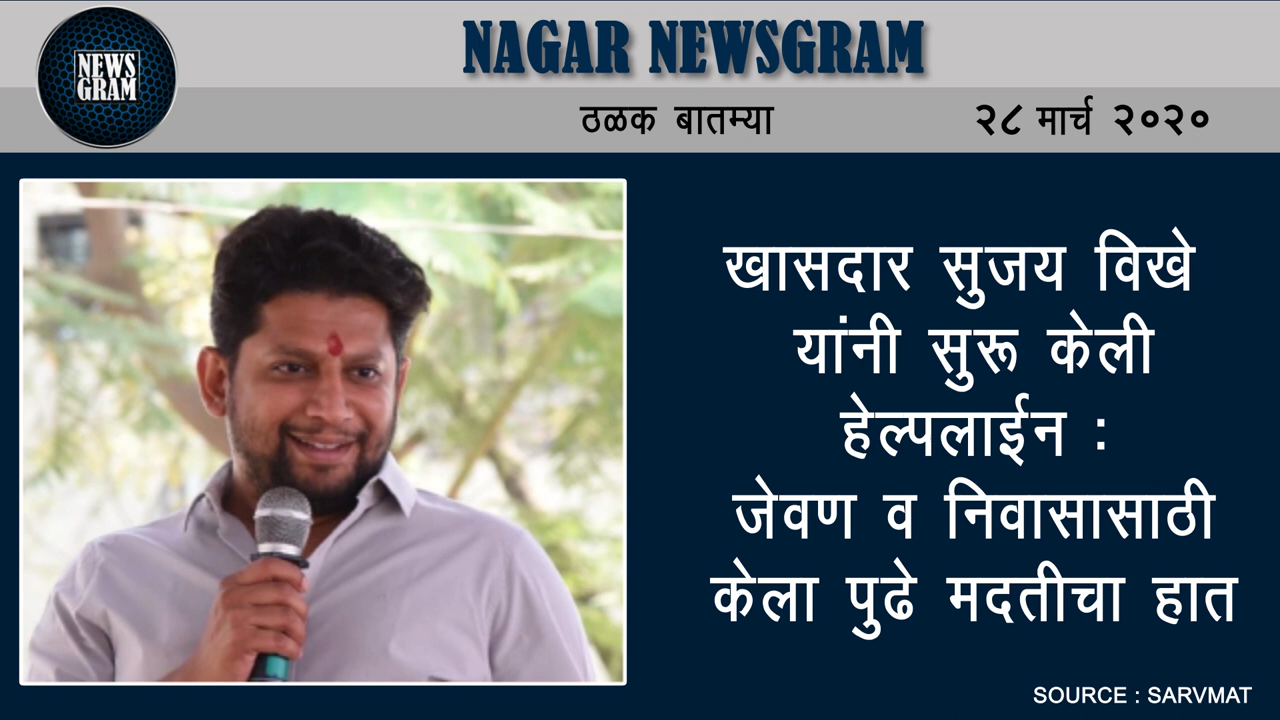 NEWS
GRAM
NAGAR NEWSGRAM
ठळक बातम्या
२८ मार्च २०२०
खासदार सुजय विखे
यांनी सुरू केली
हेल्पलाईन :
जेवण व निवासासाठी
केला पुढे मदतीचा हात
SOURCE : SARVMAT